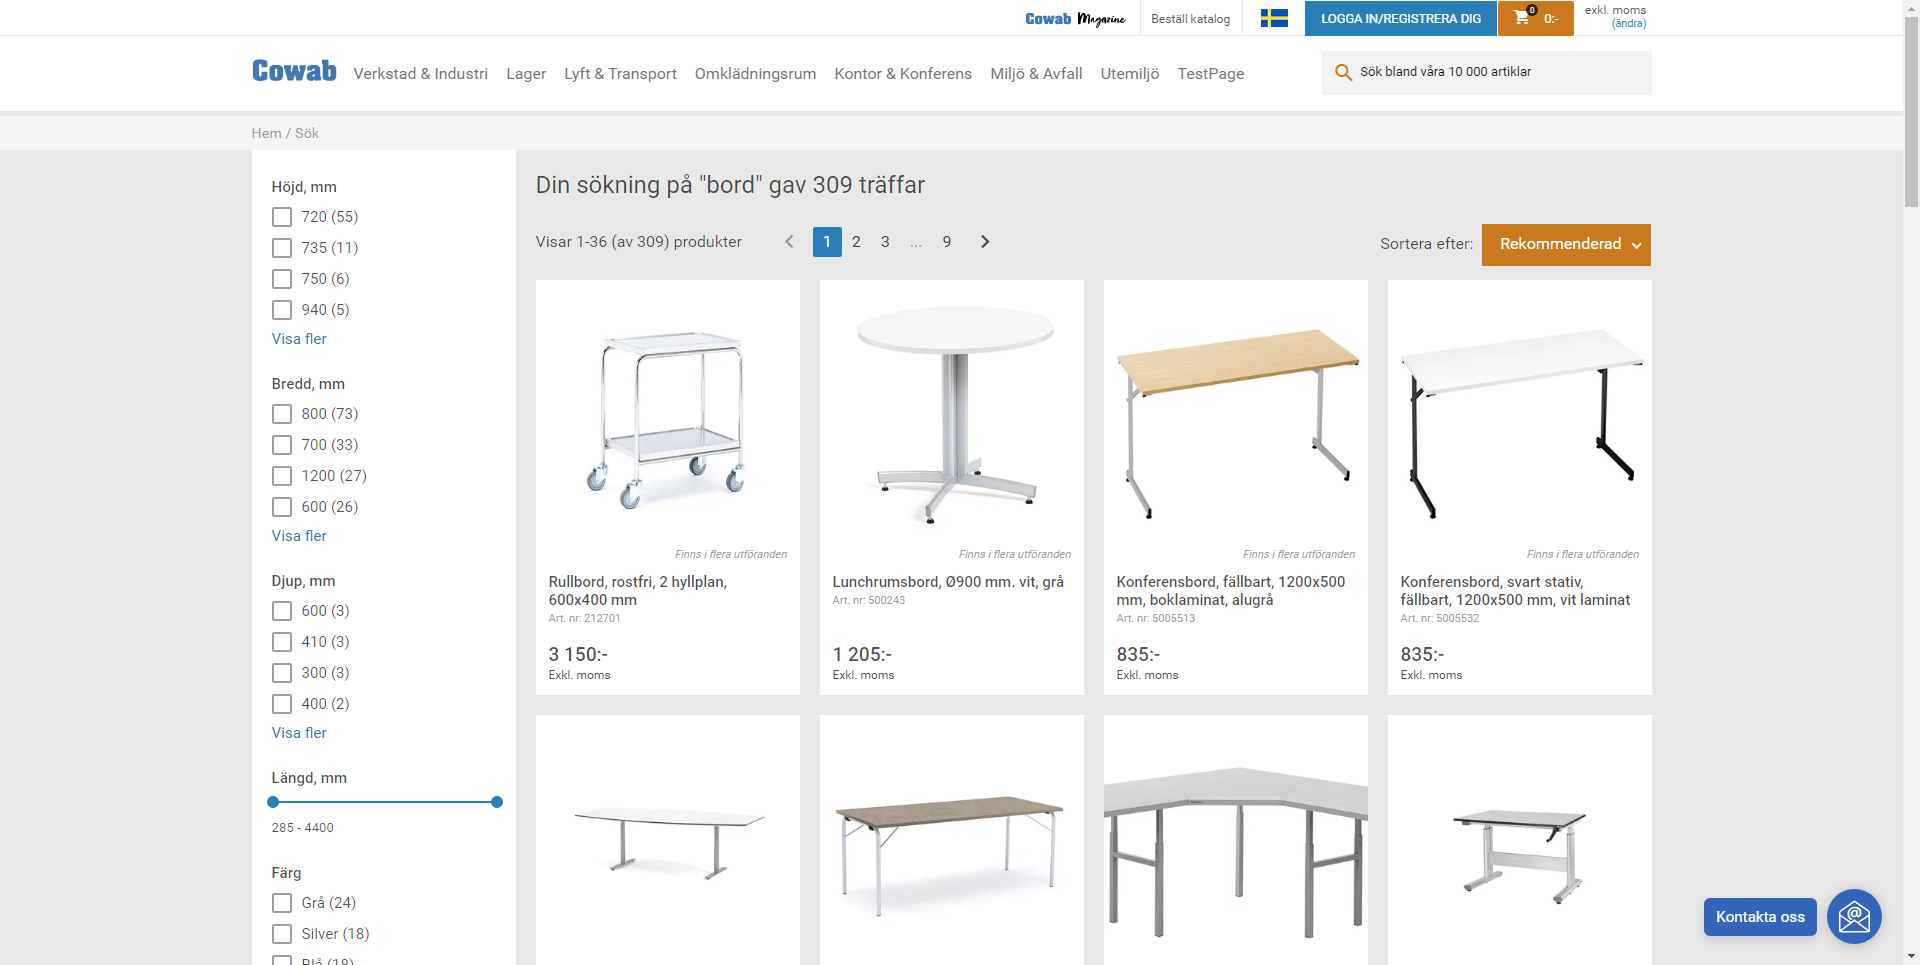 Cowab Magazine
Beställ katalog
LOGGA IN/REGISTRERA DIG
0
0:-
exkl. moms
(ändra)
Cowab
Verkstad & Industri
Lager
Lyft & Transport
Omklädningsrum
Kontor & Konferens
Miljö & Avfall
Utemiljö
TestPage
Sök bland våra 10 000 artiklar
Hem / Sök
Höjd, mm
720 (55)
735 (11)
750 (6)
940 (5)
Visa fler
Bredd, mm
800 (73)
700 (33)
1200 (27)
600 (26)
Visa fler
Djup, mm
600 (3)
410 (3)
300 (3)
400 (2)
Visa fler
Längd, mm
285 - 4400
Färg
Grå (24)
Silver (18)
Blå (18)
Din sökning på "bord" gav 309 träffar
Visar 1-36 (av 309) produkter
1 2 3 ... 9
Sortera efter:
Rekommenderad
Finns i flera utföranden
Rullbord, rostfri, 2 hyllplan,
600x400 mm
Art. nr: 212701
3 150:-
Exkl. moms
Finns i flera utföranden
Lunchrumsbord, Ø900 mm. vit, grå
Art. nr: 500243
1 205:-
Exkl. moms
Finns i flera utföranden
Konferensbord, fällbart, 1200x500
mm, boklaminat, alugrå
Art. nr: 5005513
835:-
Exkl. moms
Finns i flera utföranden
Konferensbord, svart stativ,
fällbart, 1200x500 mm, vit laminat
Art. nr: 5005532
835:-
Exkl. moms
Kontakta oss